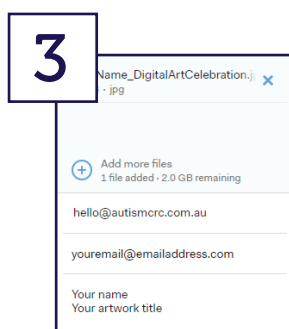 3
Name_DigitalArtCelebration.j
· jpg
Add more files
1 file added · 2.0 GB remaining
hello@autismcrc.com.au
youremail@emailaddress.com
Your name
Your artwork title